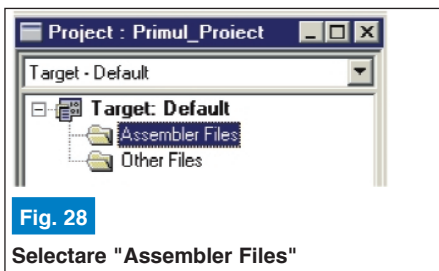 Project : Primul_Proiect
Target - Default
Target: Default
Assembler Files
Other Files
Fig. 28
Selectare "Assembler Files"